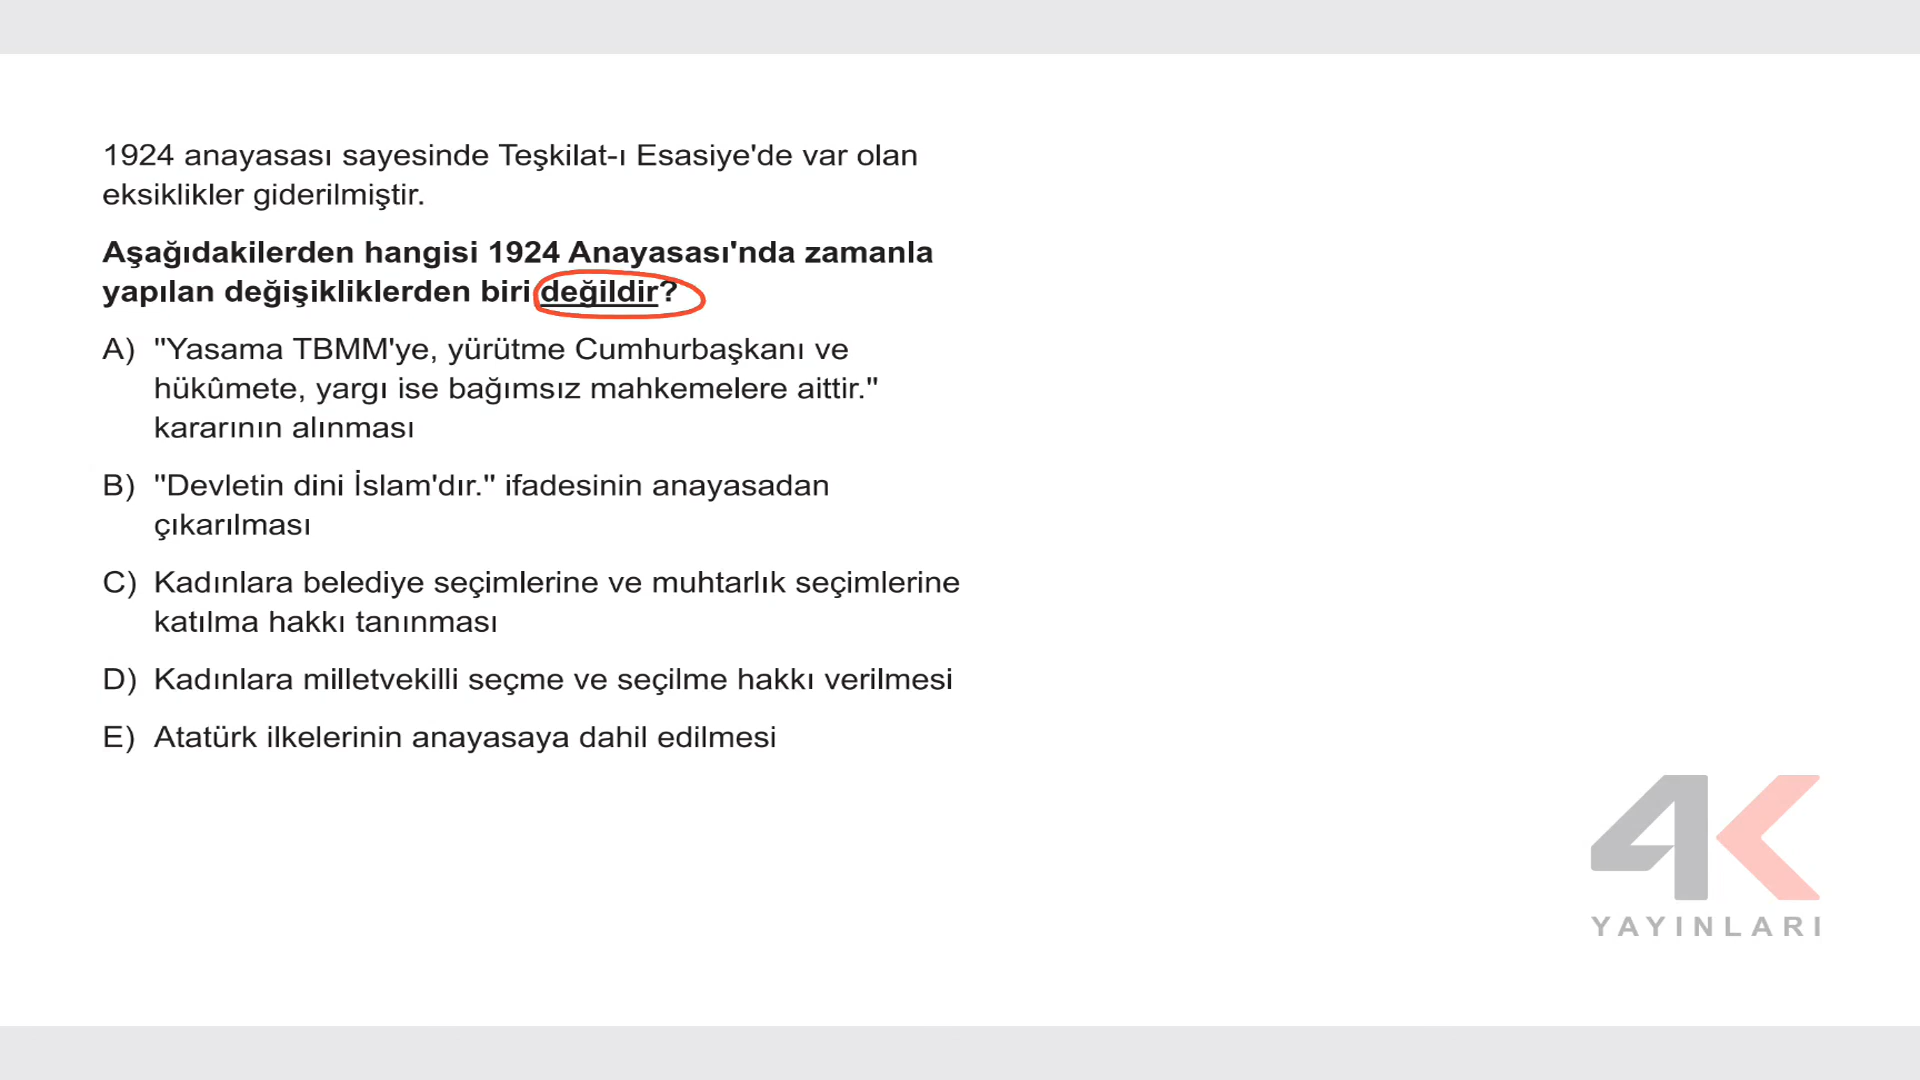 1924 anayasası sayesinde Teşkilat-ı Esasiye'de var olan
eksiklikler giderilmiştir.
Aşağıdakilerden hangisi 1924 Anayasası'nda zamanla
yapılan değişikliklerden biri değildir?
A) "Yasama TBMM'ye, yürütme Cumhurbaşkanı ve
hükûmete, yargı ise bağımsız mahkemelere aittir."
kararının alınması
B) "Devletin dini İslam'dır." ifadesinin anayasadan
çıkarılması
C) Kadınlara belediye seçimlerine ve muhtarlık seçimlerine
katılma hakkı tanınması
D) Kadınlara milletvekilli seçme ve seçilme hakkı verilmesi
E) Atatürk ilkelerinin anayasaya dahil edilmesi
4K
YAYINLARI